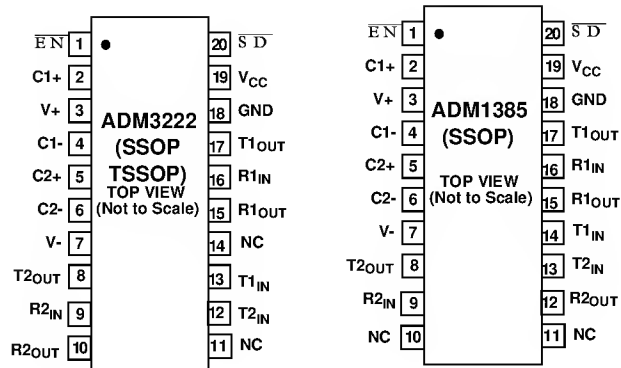 EN 1 20 SD
C1+ 2 19 VCC
V+ 3 18 GND
C1- 4 17 T1OUT
C2+ 5 16 R1IN
C2- 6 15 R1OUT
V- 7 14 NC
T2OUT 8 13 T1IN
R2IN 9 12 T2IN
R2OUT 10 11 NC
ADM3222
(SSOP
TSSOP)
TOP VIEW
(Not to Scale)
EN 1 20 SD
C1+ 2 19 VCC
V+ 3 18 GND
C1- 4 17 T1OUT
C2+ 5 16 R1IN
C2- 6 15 R1OUT
V- 7 14 T1IN
T2OUT 8 13 T2IN
R2IN 9 12 R2OUT
NC 10 11 NC
ADM1385
(SSOP)
TOP VIEW
(Not to Scale)